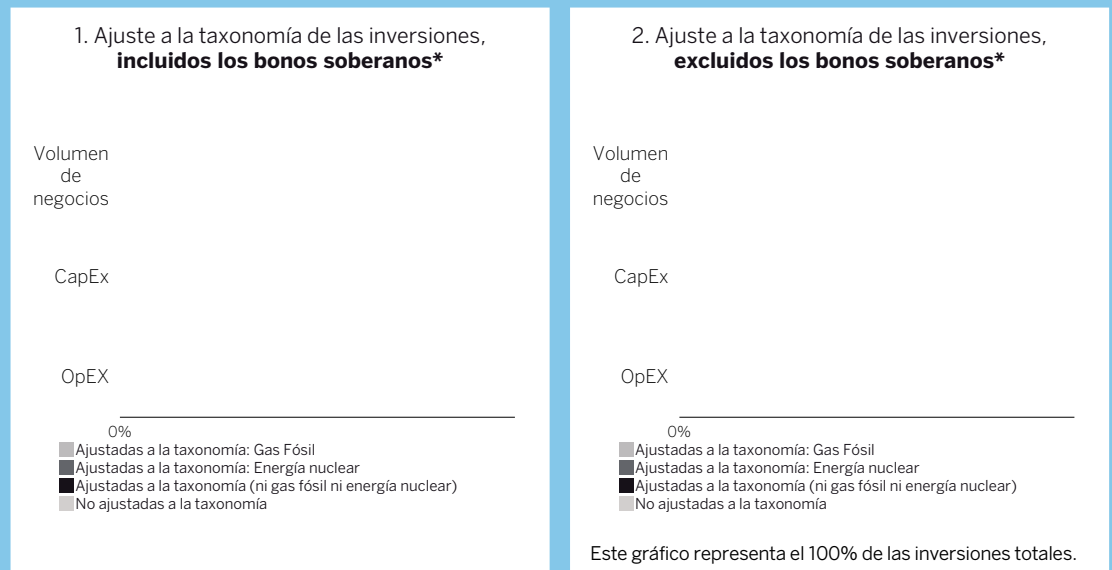 1. Ajuste a la taxonomía de las inversiones,
incluidos los bonos soberanos*
Volumen
de
negocios
CapEx
OpEX
0%
Ajustadas a la taxonomía: Gas Fósil
Ajustadas a la taxonomía: Energía nuclear
Ajustadas a la taxonomía (ni gas fósil ni energía nuclear)
No ajustadas a la taxonomía
2. Ajuste a la taxonomía de las inversiones,
excluidos los bonos soberanos*
Volumen
de
negocios
CapEx
OpEX
0%
Ajustadas a la taxonomía: Gas Fósil
Ajustadas a la taxonomía: Energía nuclear
Ajustadas a la taxonomía (ni gas fósil ni energía nuclear)
No ajustadas a la taxonomía
Este gráfico representa el 100% de las inversiones totales.